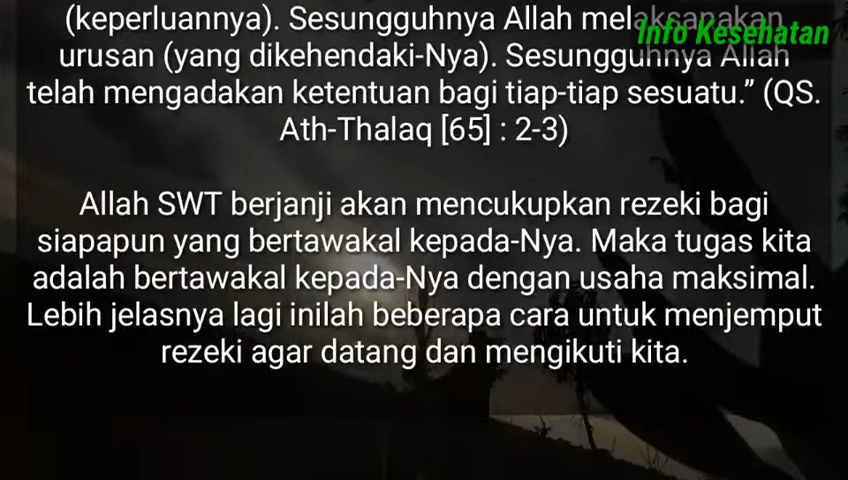 (keperluannya). Sesungguhnya Allah melaksanakan
Info Kesehatan
urusan (yang dikehendaki-Nya). Sesungguhnya Allah
telah mengadakan ketentuan bagi tiap-tiap sesuatu.” (QS.
Ath-Thalaq [65] : 2-3)
Allah SWT berjanji akan mencukupkan rezeki bagi
siapapun yang bertawakal kepada-Nya. Maka tugas kita
adalah bertawakal kepada-Nya dengan usaha maksimal.
Lebih jelasnya lagi inilah beberapa cara untuk menjemput
rezeki agar datang dan mengikuti kita.